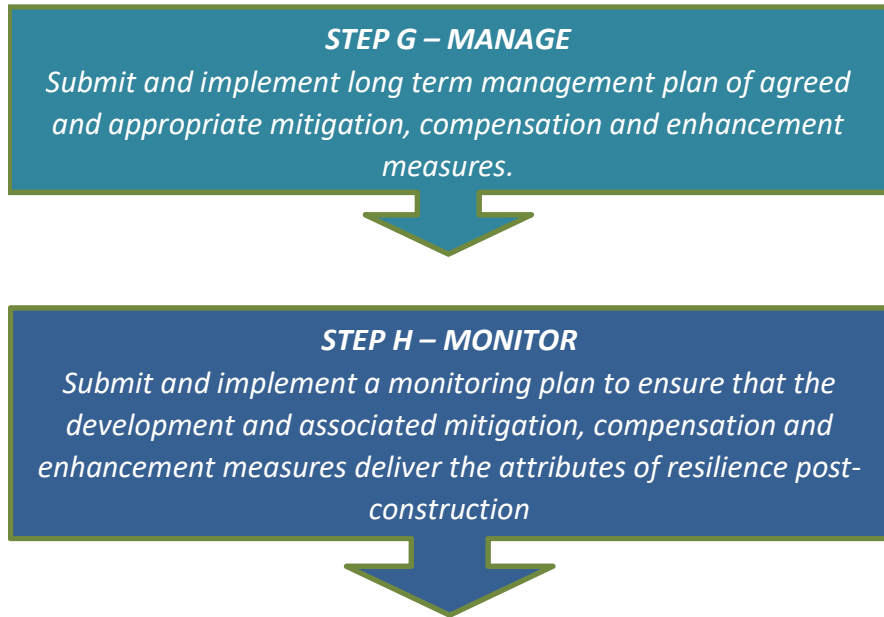 STEP G – MANAGE
Submit and implement long term management plan of agreed
and appropriate mitigation, compensation and enhancement
measures.
STEP H – MONITOR
Submit and implement a monitoring plan to ensure that the
development and associated mitigation, compensation and
enhancement measures deliver the attributes of resilience post-
construction